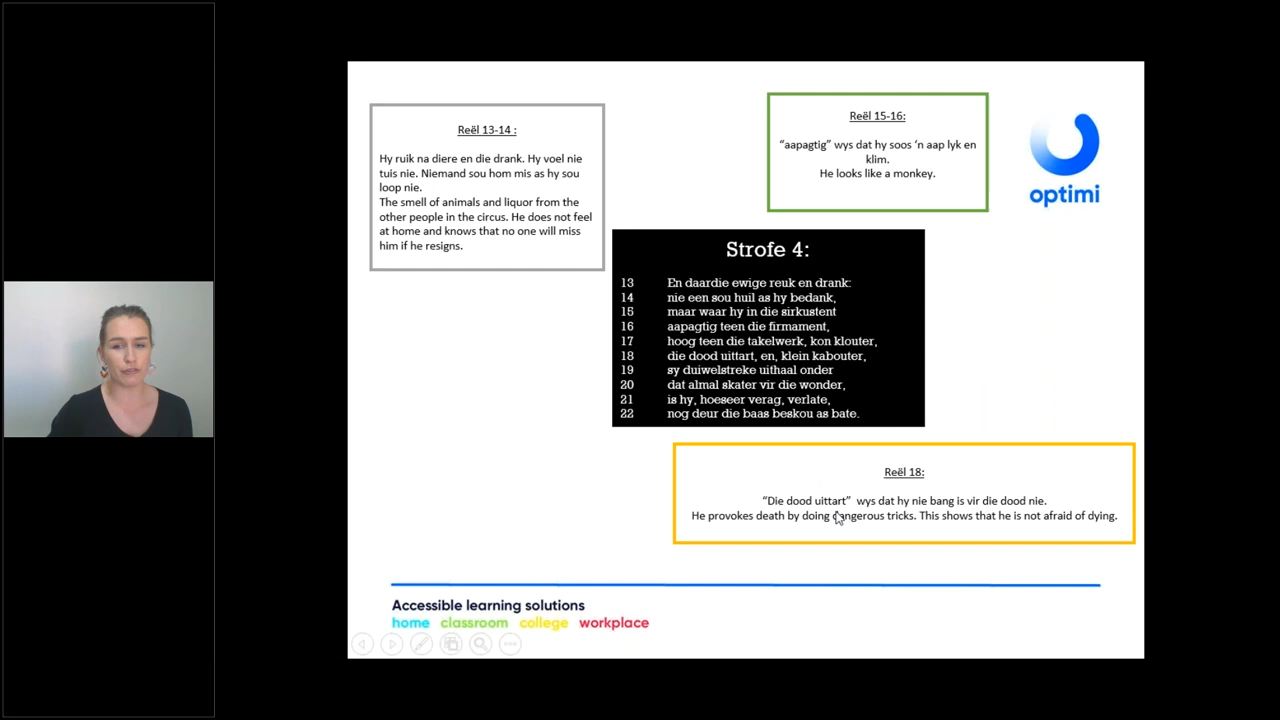 Reël 13-14 :
Hy ruik na diere en die drank. Hy voel nie
tuis nie. Niemand sou hom mis as hy sou
loop nie.
The smell of animals and liquor from the
other people in the circus. He does not feel
at home and knows that no one will miss
him if he resigns.
Reël 15-16:
“aapagtig” wys dat hy soos ‘n aap lyk en
klim.
He looks like a monkey.
optimi
Strofe 4:
13 En daardie ewige reuk en drank:
14 nie een sou huil as hy bedank,
15 maar waar hy in die sirkustent
16 aapagtig teen die firmament,
17 hoog teen die takelwerk, kon klouter,
18 die dood uittart, en, klein kabouter,
19 sy duiwelstreke uithaal onder
20 dat almal skater vir die wonder,
21 is hy, hoeseer verag, verlate,
22 nog deur die baas beskou as bate.
Reël 18:
“Die dood uittart” wys dat hy nie bang is vir die dood nie.
He provokes death by doing dangerous tricks. This shows that he is not afraid of dying.
Accessible learning solutions
home classroom college workplace